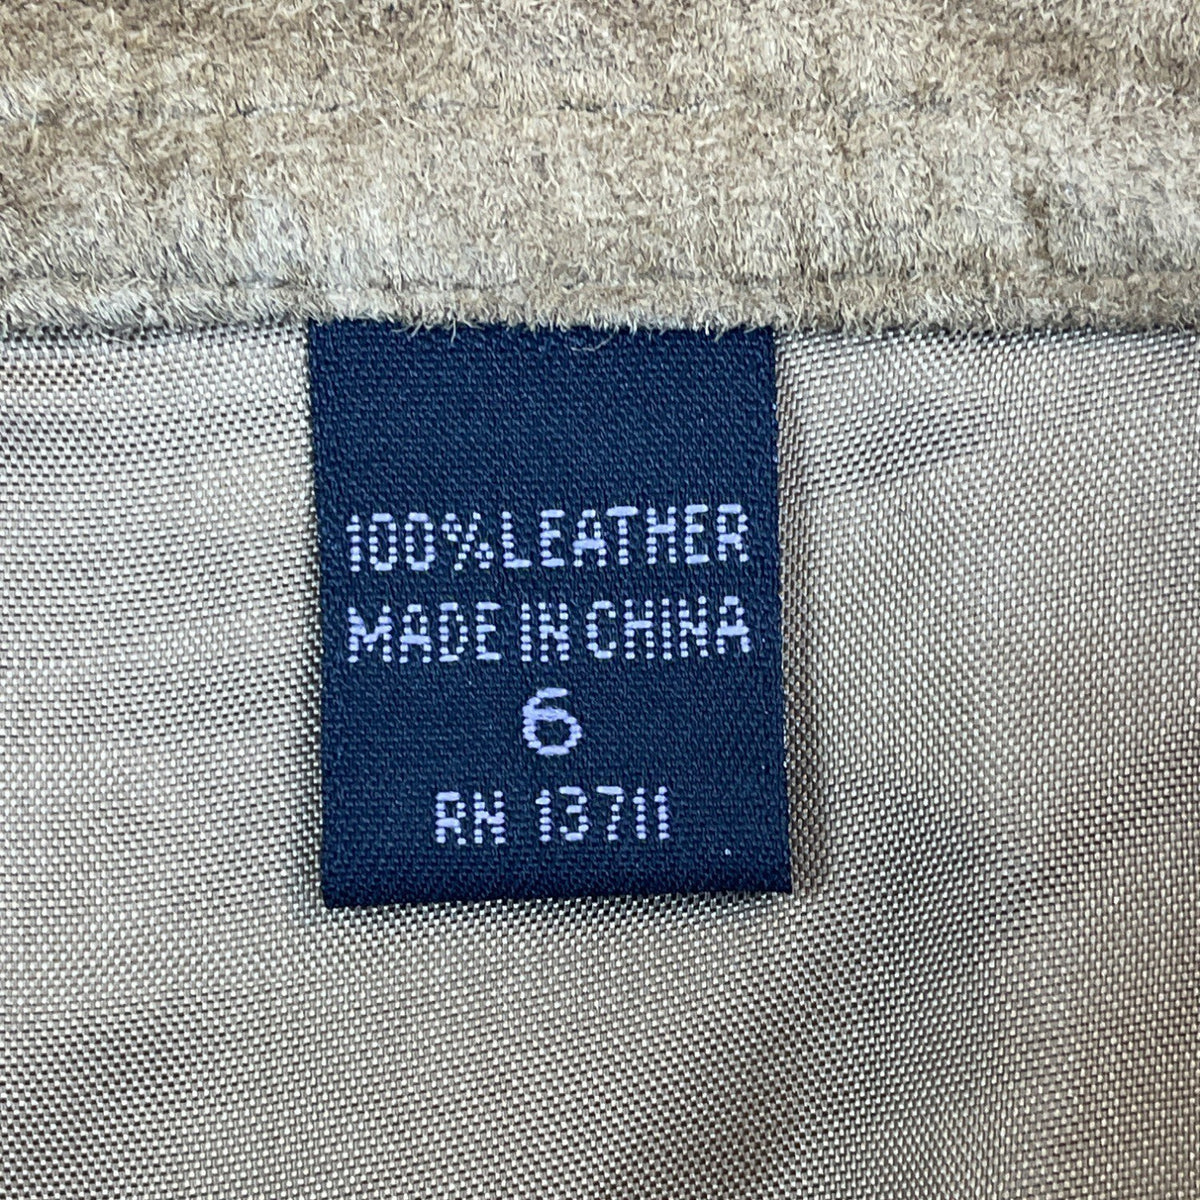 100% LEATHER
MADE IN CHINA
6
RN 13711